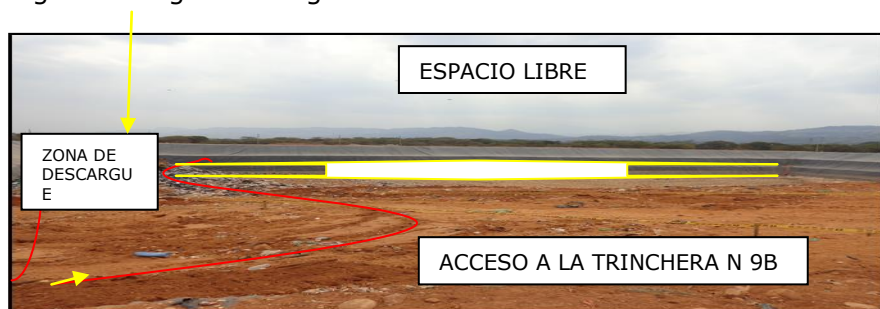 ESPACIO LIBRE
ZONA DE
DESCARGU
E
ACCESO A LA TRINCHERA N 9B